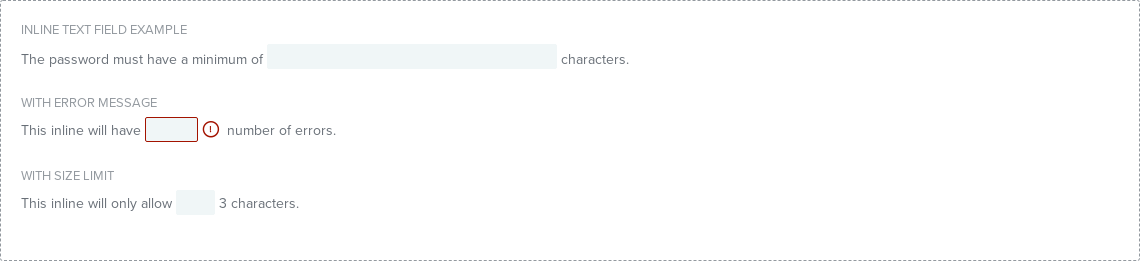 INLINE TEXT FIELD EXAMPLE
The password must have a minimum of characters.
WITH ERROR MESSAGE
This inline will have ! number of errors.
WITH SIZE LIMIT
This inline will only allow 3 characters.